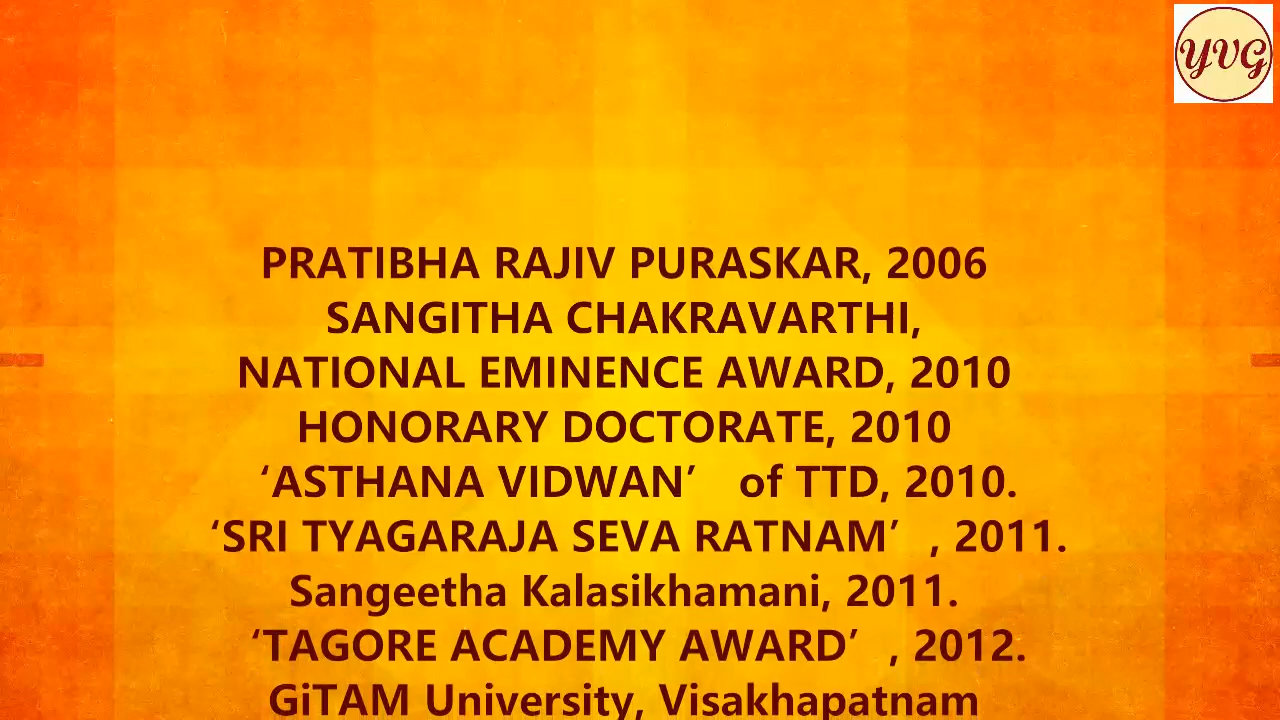 YVG
PRATIBHA RAJIV PURASKAR, 2006
SANGITHA CHAKRAVARTHI,
NATIONAL EMINENCE AWARD, 2010
HONORARY DOCTORATE, 2010
‘ASTHANA VIDWAN’ of TTD, 2010.
‘SRI TYAGARAJA SEVA RATNAM’ , 2011.
Sangeetha Kalasikhamani, 2011.
‘TAGORE ACADEMY AWARD’ , 2012.
GiTAM University, Visakhapatnam